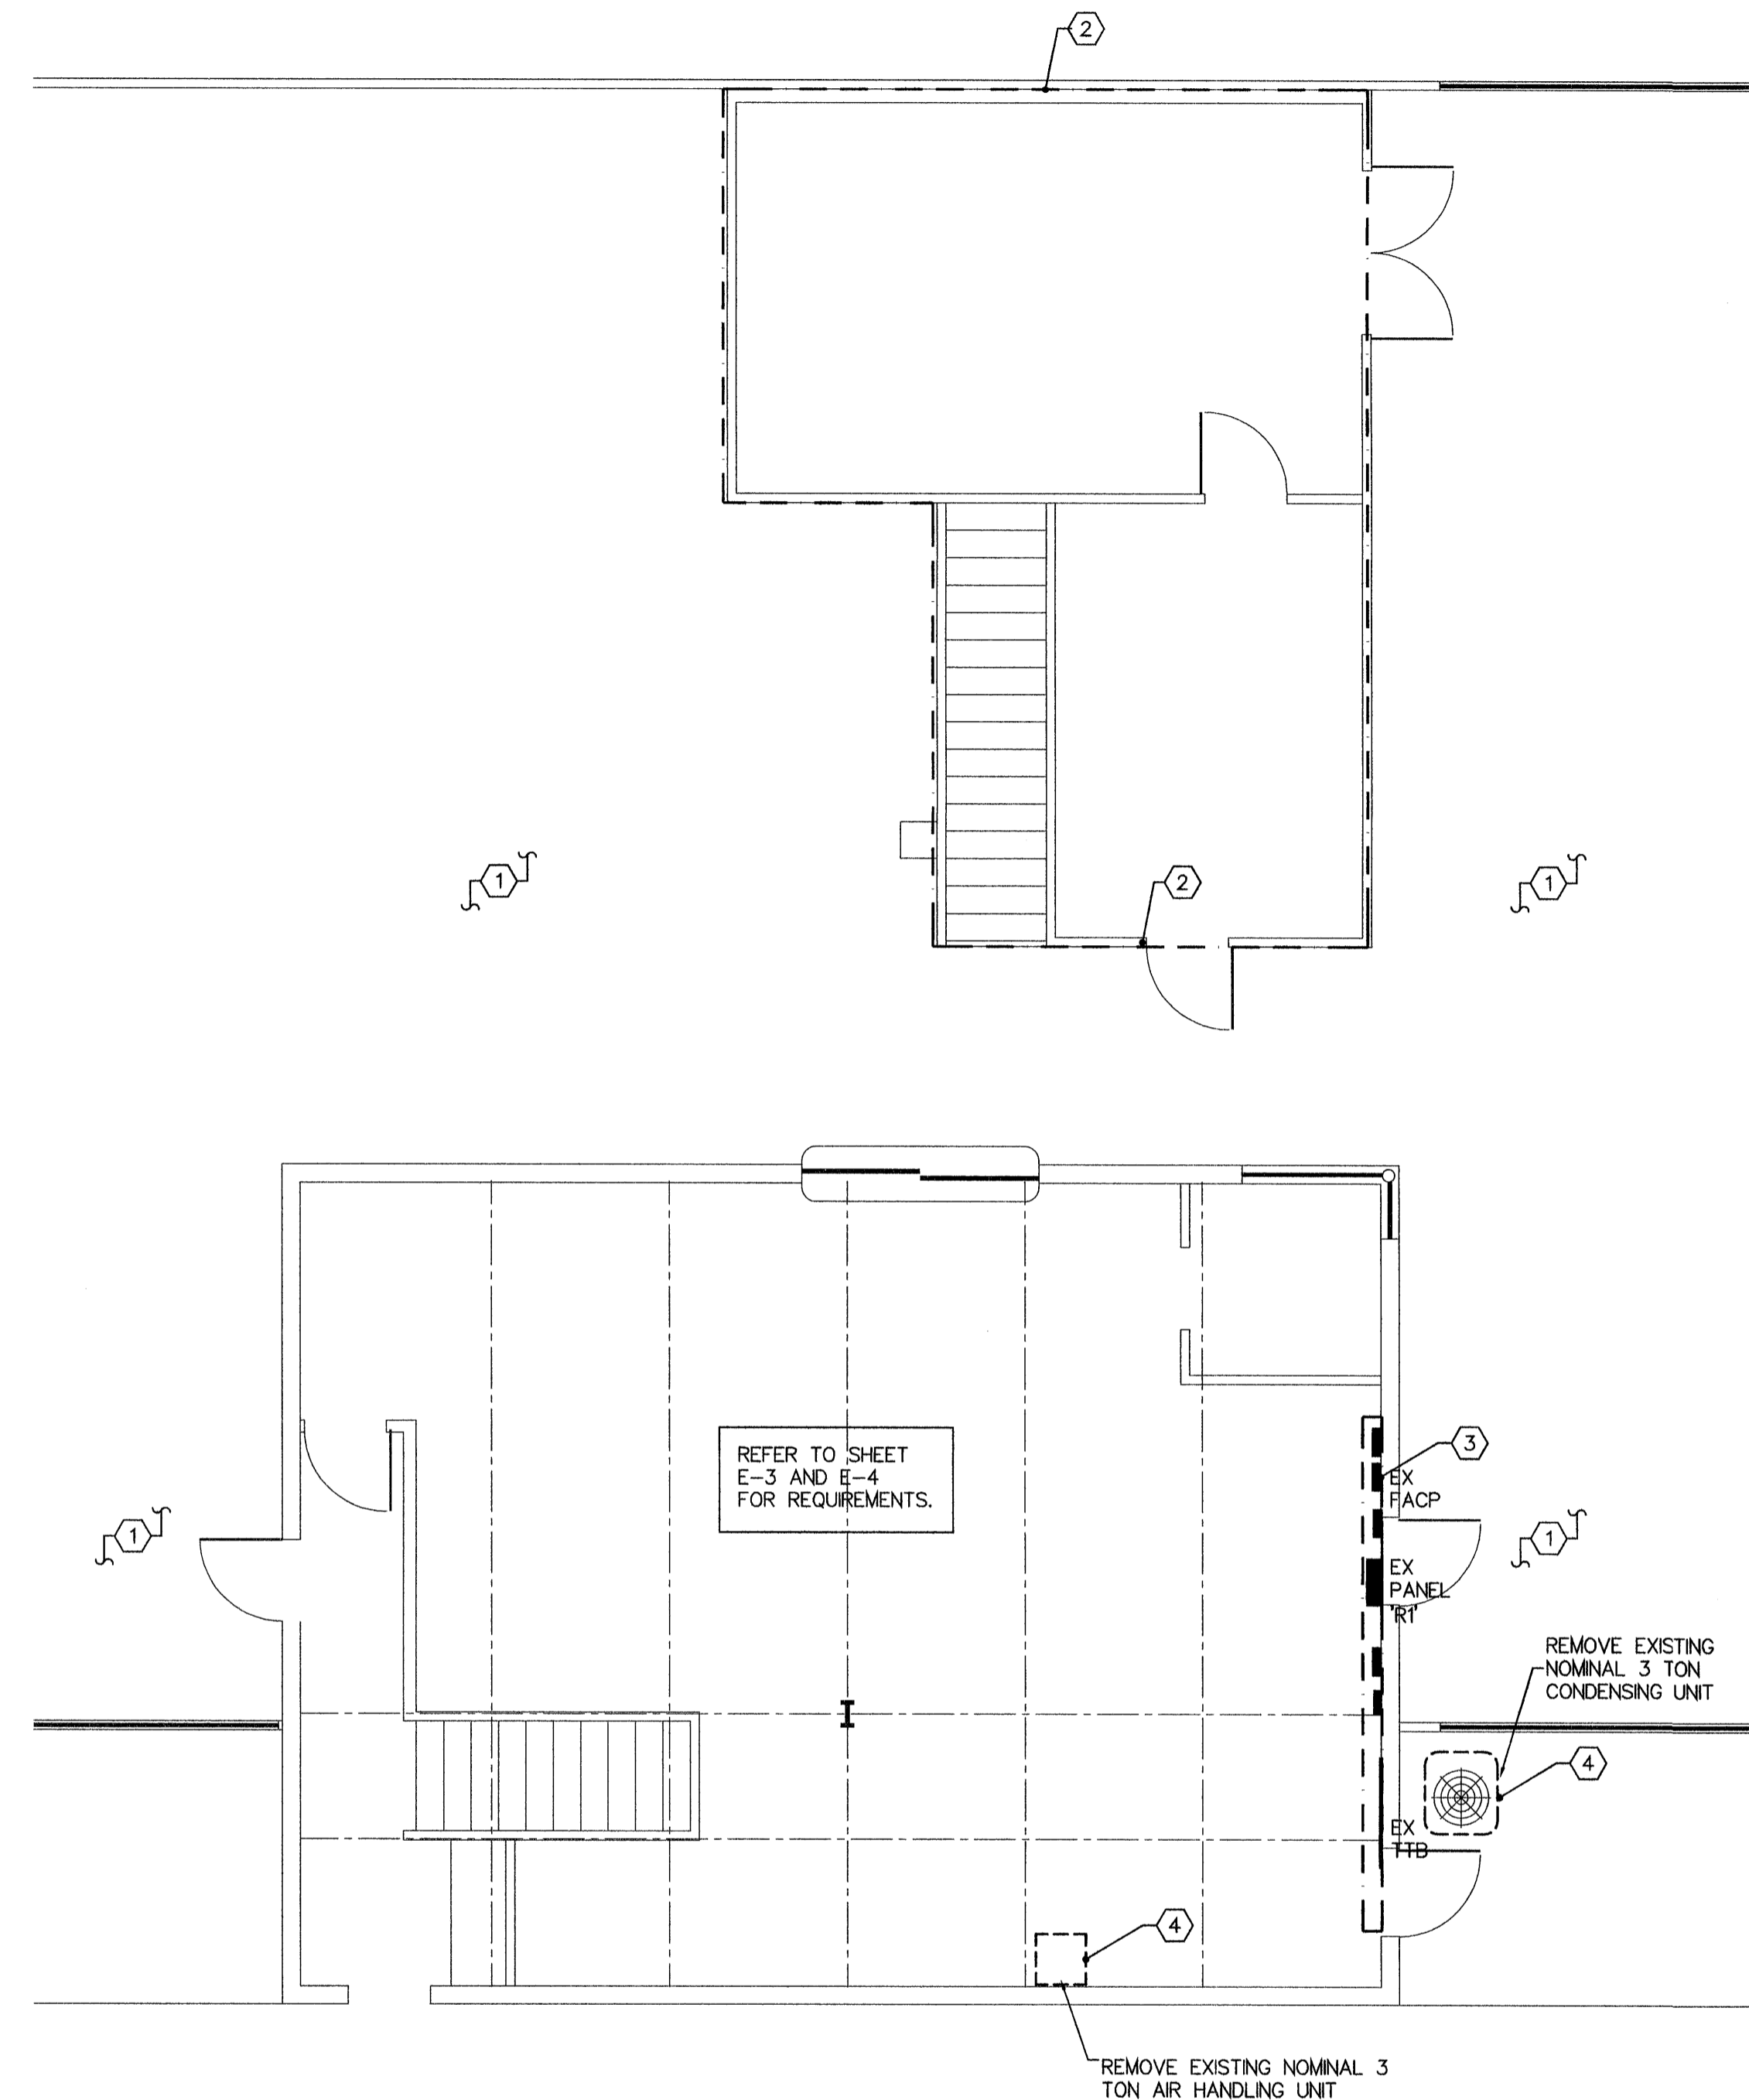 2
1
2
1
REFER TO SHEET
E-3 AND E-4
FOR REQUIREMENTS.
3
EX
FACP
1
1
EX
PANEL
'R1'
REMOVE EXISTING
NOMINAL 3 TON
CONDENSING UNIT
4
EX
TTB
4
REMOVE EXISTING NOMINAL 3
TON AIR HANDLING UNIT